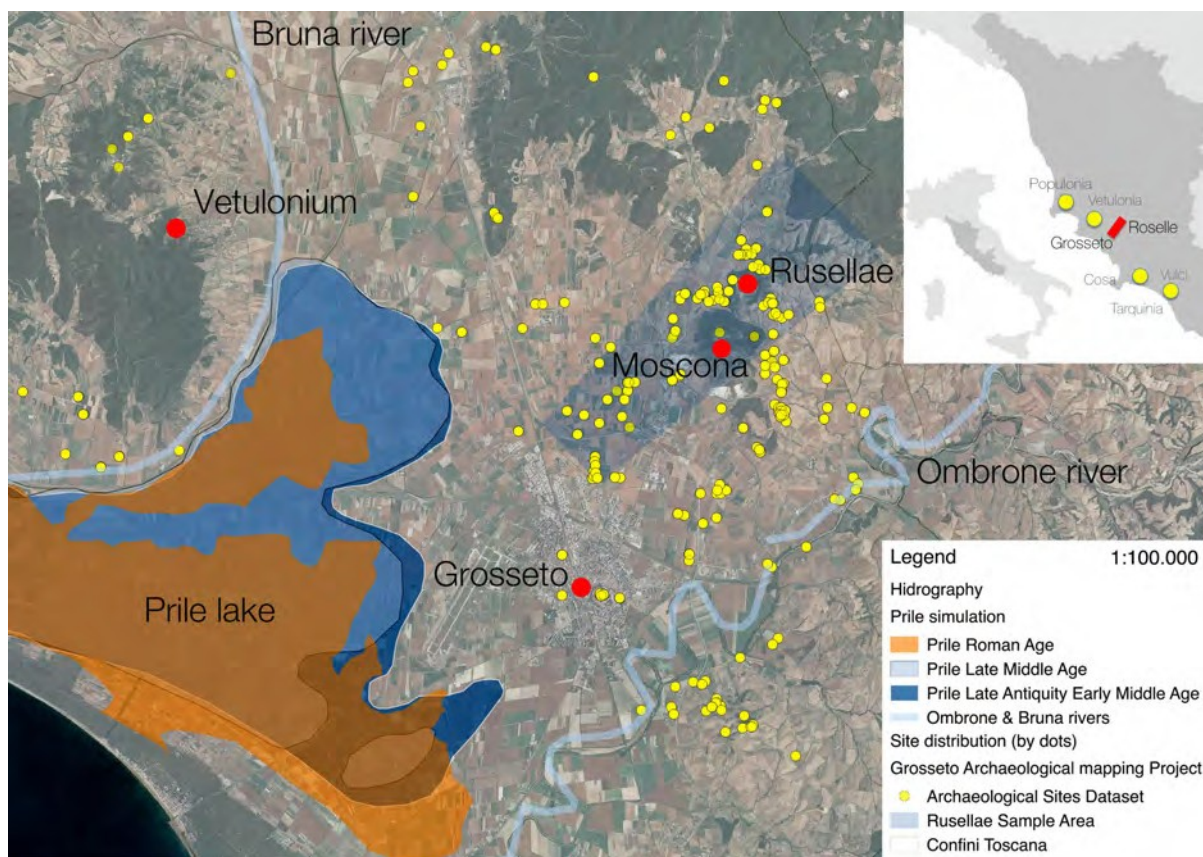 Bruna river
Vetulonium
Rusellae
Moscona
Ombrone river
Grosseto
Prile lake
Populonia
Vetulonia
Roselle
Grosseto
Cosa
Vulci
Tarquinia
Legend 1:100.000
Hidrography
Prile simulation
Prile Roman Age
Prile Late Middle Age
Prile Late Antiquity Early Middle Age
Ombrone & Bruna rivers
Site distribution (by dots)
Grosseto Archaeological mapping Project
Archaeological Sites Dataset
Rusellae Sample Area
Confini Toscana